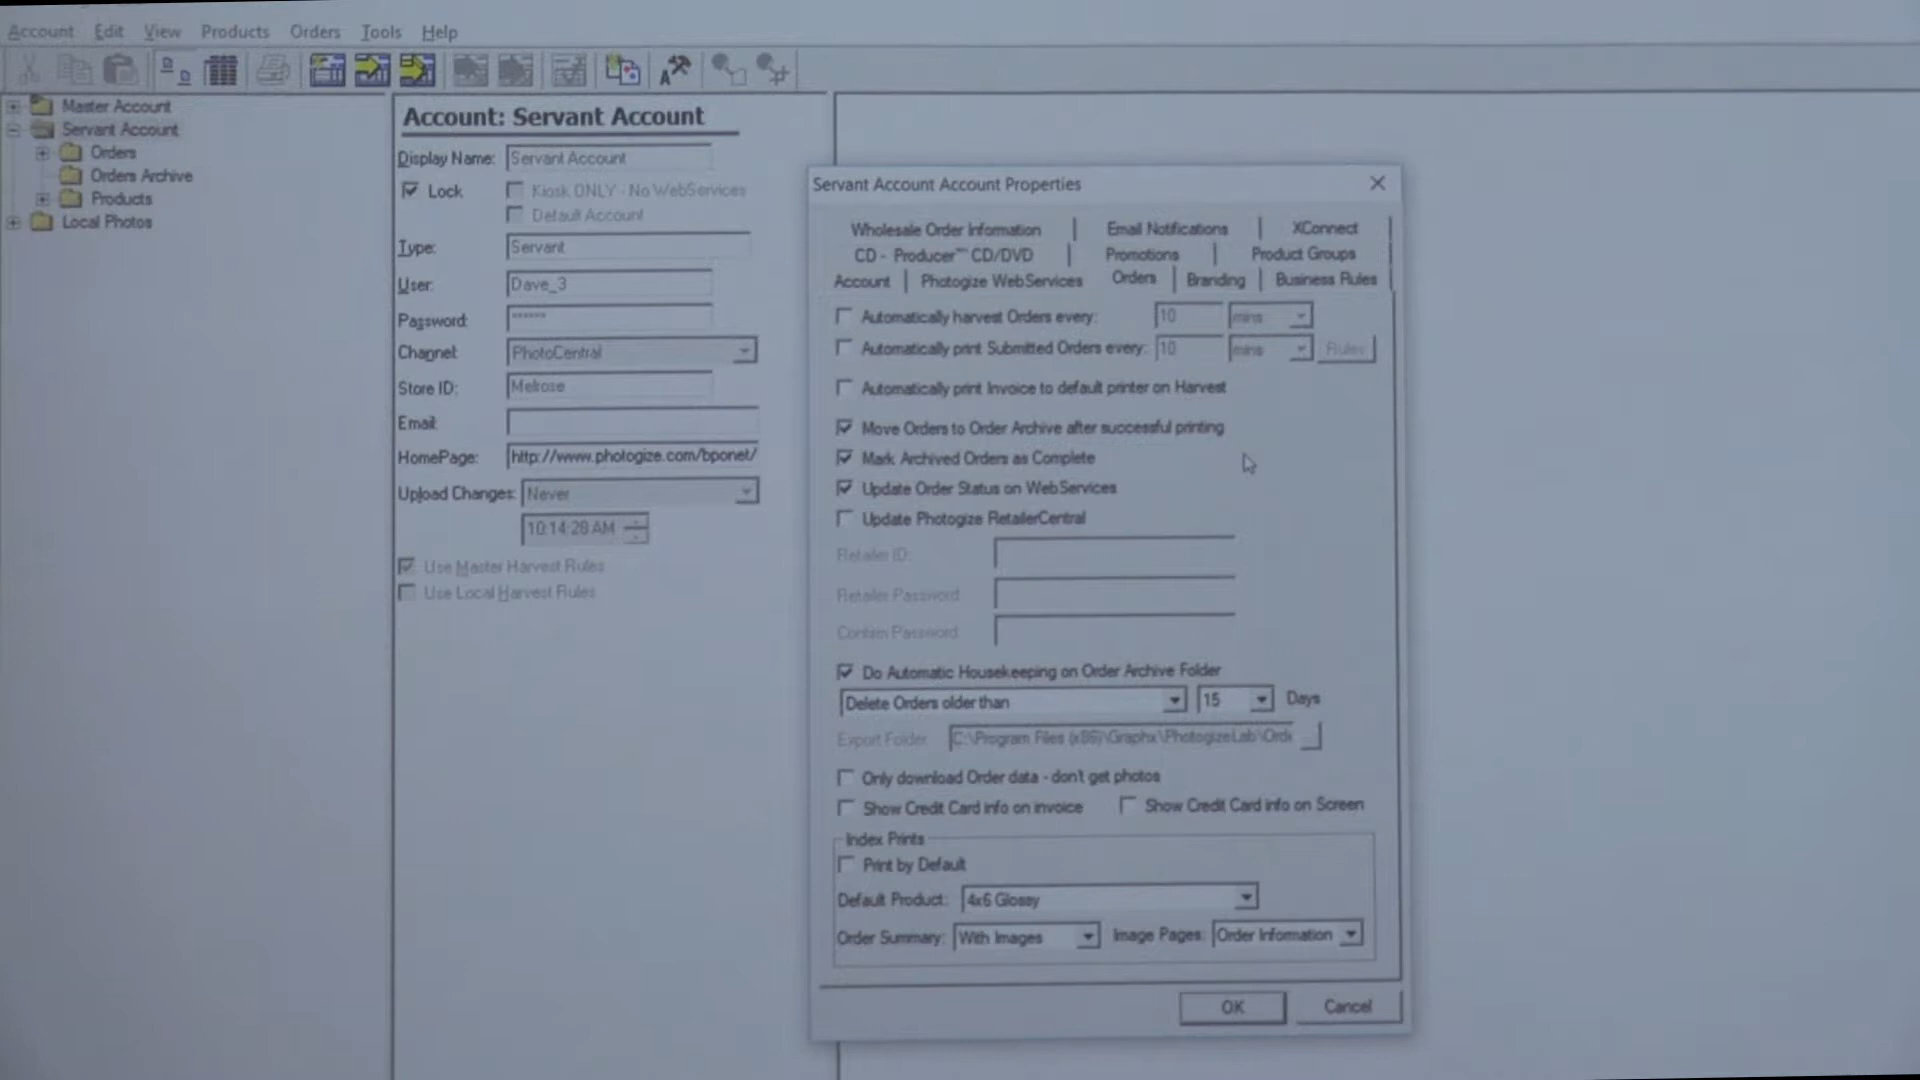 Account Edit View Products Orders Tools Help
Master Account
Servant Account
Orders
Orders Archive
Products
Local Photos
Account: Servant Account
Display Name: Servant Account
Lock Kiosk ONLY - No WebServices
Default Account
Type: Servant
User: Dave_3
Password: ******
Channel: PhotoCentral
Store ID: Melrose
Email:
HomePage: http://www.photogize.com/bponet/
Upload Changes: Never
10:14:28 AM
Use Master Harvest Rules
Use Local Harvest Rules
Servant Account Account Properties
Wholesale Order Information Email Notifications XConnect
CD - Producer™ CD/DVD Promotions Product Groups
Account Photogize WebServices Orders Branding Business Rules
Automatically harvest Orders every: 10 mins
Automatically print Submitted Orders every: 10 mins Rules
Automatically print Invoice to default printer on Harvest
Move Orders to Order Archive after successful printing
Mark Archived Orders as Complete
Update Order Status on WebServices
Update Photogize RetailerCentral
Retailer ID:
Retailer Password
Confirm Password
Do Automatic Housekeeping on Order Archive Folder
Delete Orders older than 15 Days
Export Folder C:\Program Files (x86)\Graphx\PhotogizeLab\Orde ...
Only download Order data - don't get photos
Show Credit Card info on invoice Show Credit Card info on Screen
Index Prints
Print by Default
Default Product: 4x6 Glossy
Order Summary: With Images Image Pages: Order Information
OK Cancel